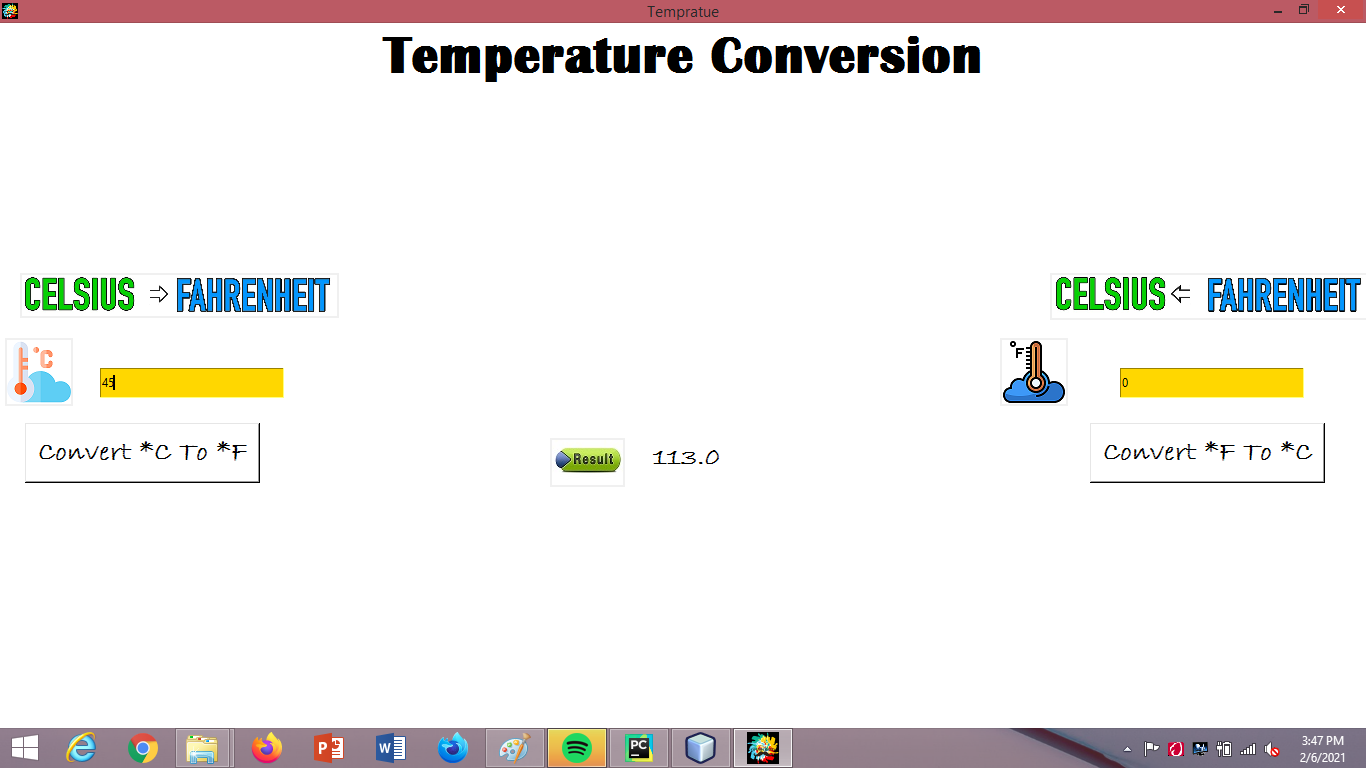 Tempratue
Temperature Conversion
CELSIUS ⇒ FAHRENHEIT
CELSIUS ⇐ FAHRENHEIT
°C
45
°F
0
Convert *C To *F
Result 113.0
Convert *F To *C
PC
3:47 PM
2/6/2021